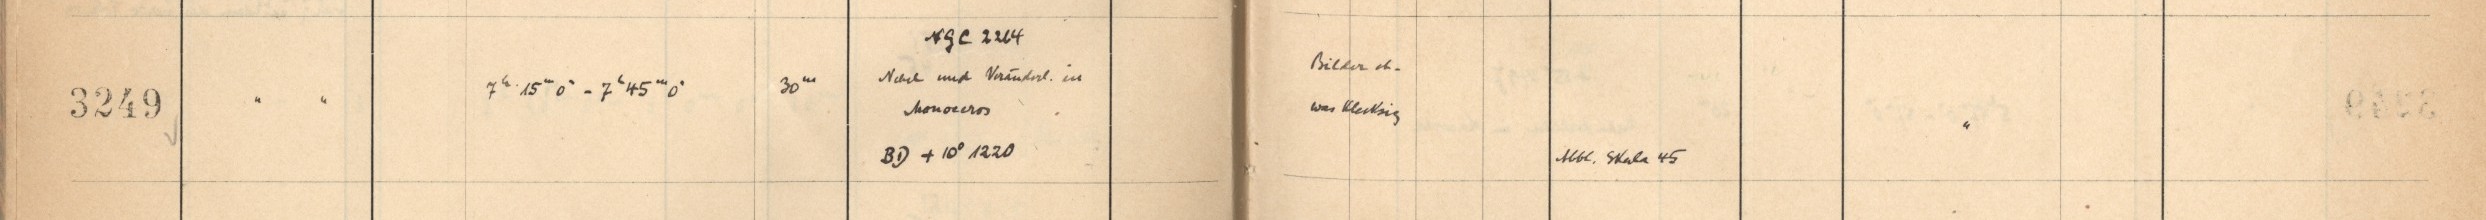 NGC 2264
Nebel und Veränderl. in
Bilder et-
3249 " " 7h 15m 0s - 7h 45m 0s 30m
Monoceros
was klecksig
"
BD + 10° 1220
Abbl. Skala 45